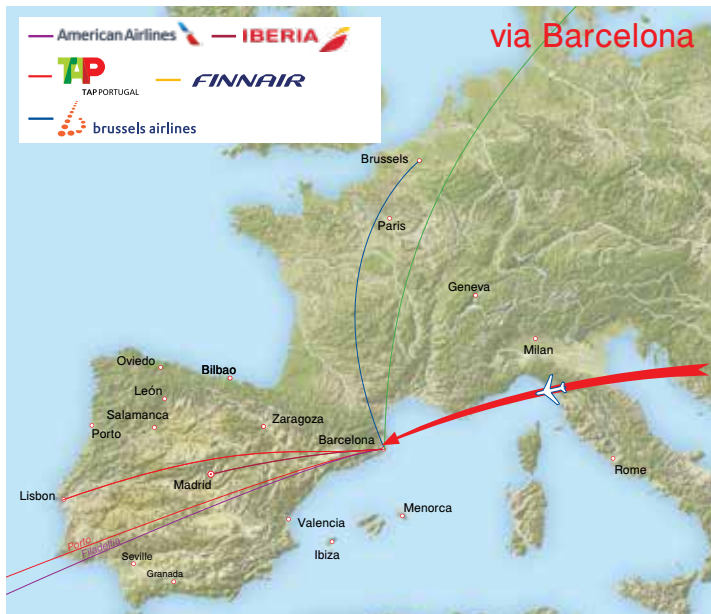 via Barcelona
American Airlines
IBERIA
TAP
TAP PORTUGAL
FINNAIR
brussels airlines
Brussels
Paris
Geneva
Milan
Oviedo
Bilbao
León
Salamanca
Zaragoza
Porto
Barcelona
Rome
Madrid
Lisbon
Menorca
Valencia
Ibiza
Porto
Filadelfia
Seville
Granada